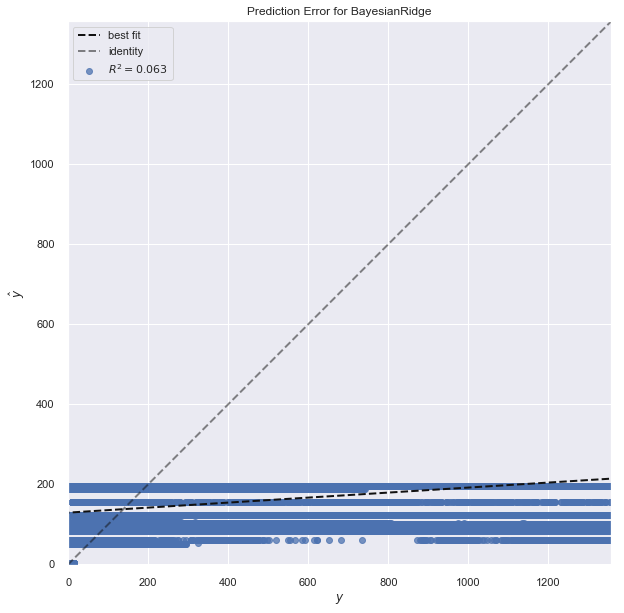 Prediction Error for BayesianRidge
best fit
identity
R² = 0.063
1200
1000
800
600
400
200
0
ŷ
0 200 400 600 800 1000 1200
y